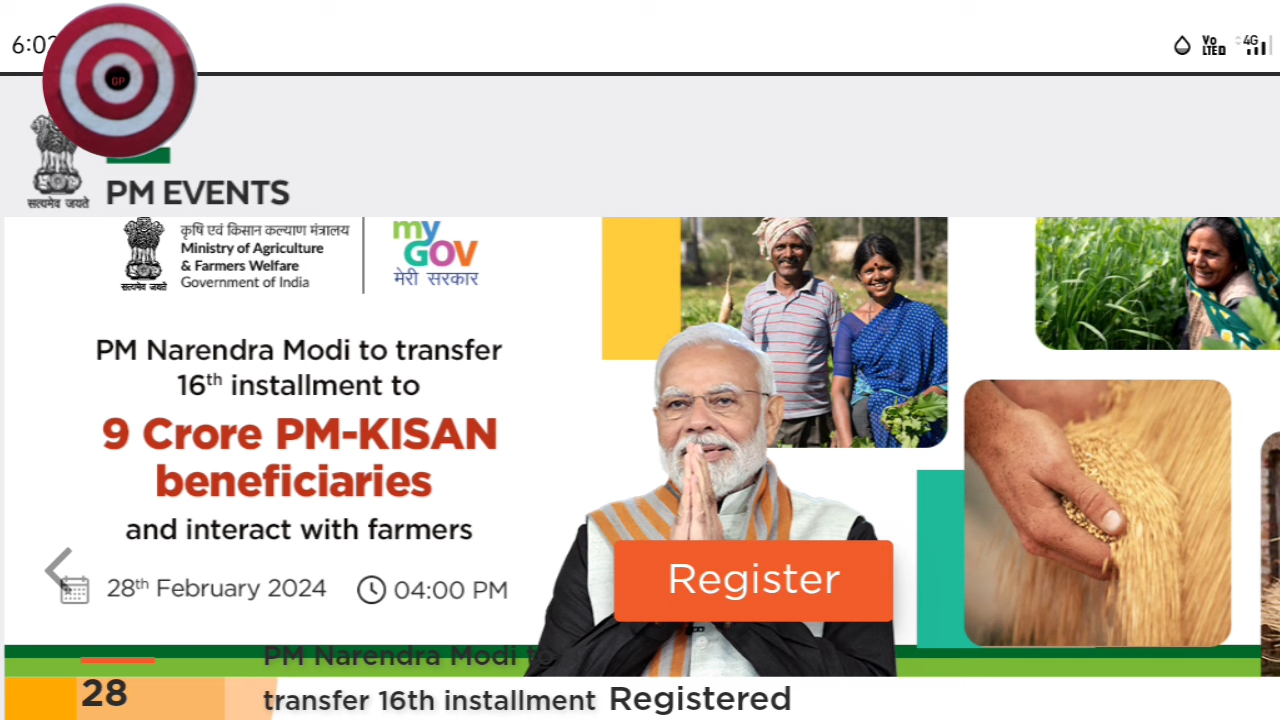 6:02
Vo
LTE
4G
GP
सत्यमेव जयते
PM EVENTS
सत्यमेव जयते
कृषि एवं किसान कल्याण मंत्रालय
Ministry of Agriculture
& Farmers Welfare
Government of India
my
GOV
मेरी सरकार
PM Narendra Modi to transfer
16th installment to
9 Crore PM-KISAN
beneficiaries
and interact with farmers
28th February 2024
04:00 PM
Register
PM Narendra Modi to
28
transfer 16th installment
Registered